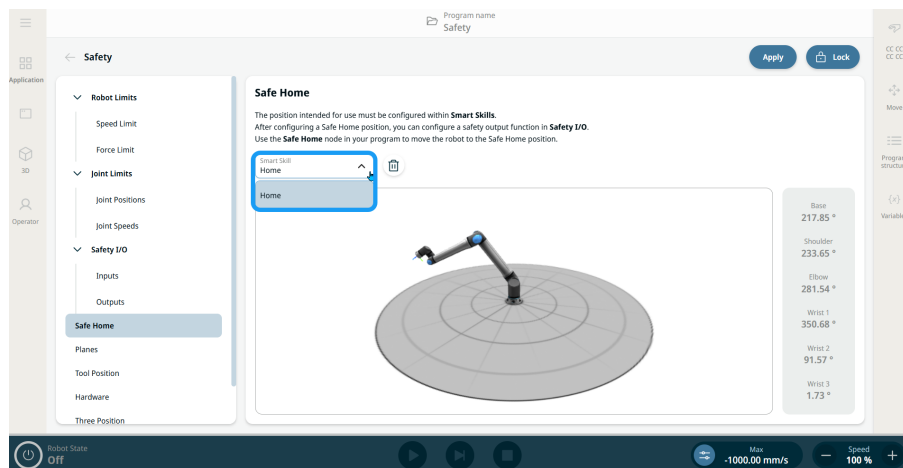 Program name
Safety
Application
3D
Operator
Safety
Apply
Lock
Robot Limits
Speed Limit
Force Limit
Joint Limits
Joint Positions
Joint Speeds
Safety I/O
Inputs
Outputs
Safe Home
Planes
Tool Position
Hardware
Three Position
Safe Home
The position intended for use must be configured within Smart Skills.
After configuring a Safe Home position, you can configure a safety output function in Safety I/O.
Use the Safe Home node in your program to move the robot to the Safe Home position.
Smart Skill
Home
Home
Base
217.85 °
Shoulder
233.65 °
Elbow
281.54 °
Wrist 1
350.68 °
Wrist 2
91.57 °
Wrist 3
1.73 °
CC CC
CC CC
Move
Program
structu
{x}
Variable
Robot State
Off
Max
-1000.00 mm/s
Speed
100 %